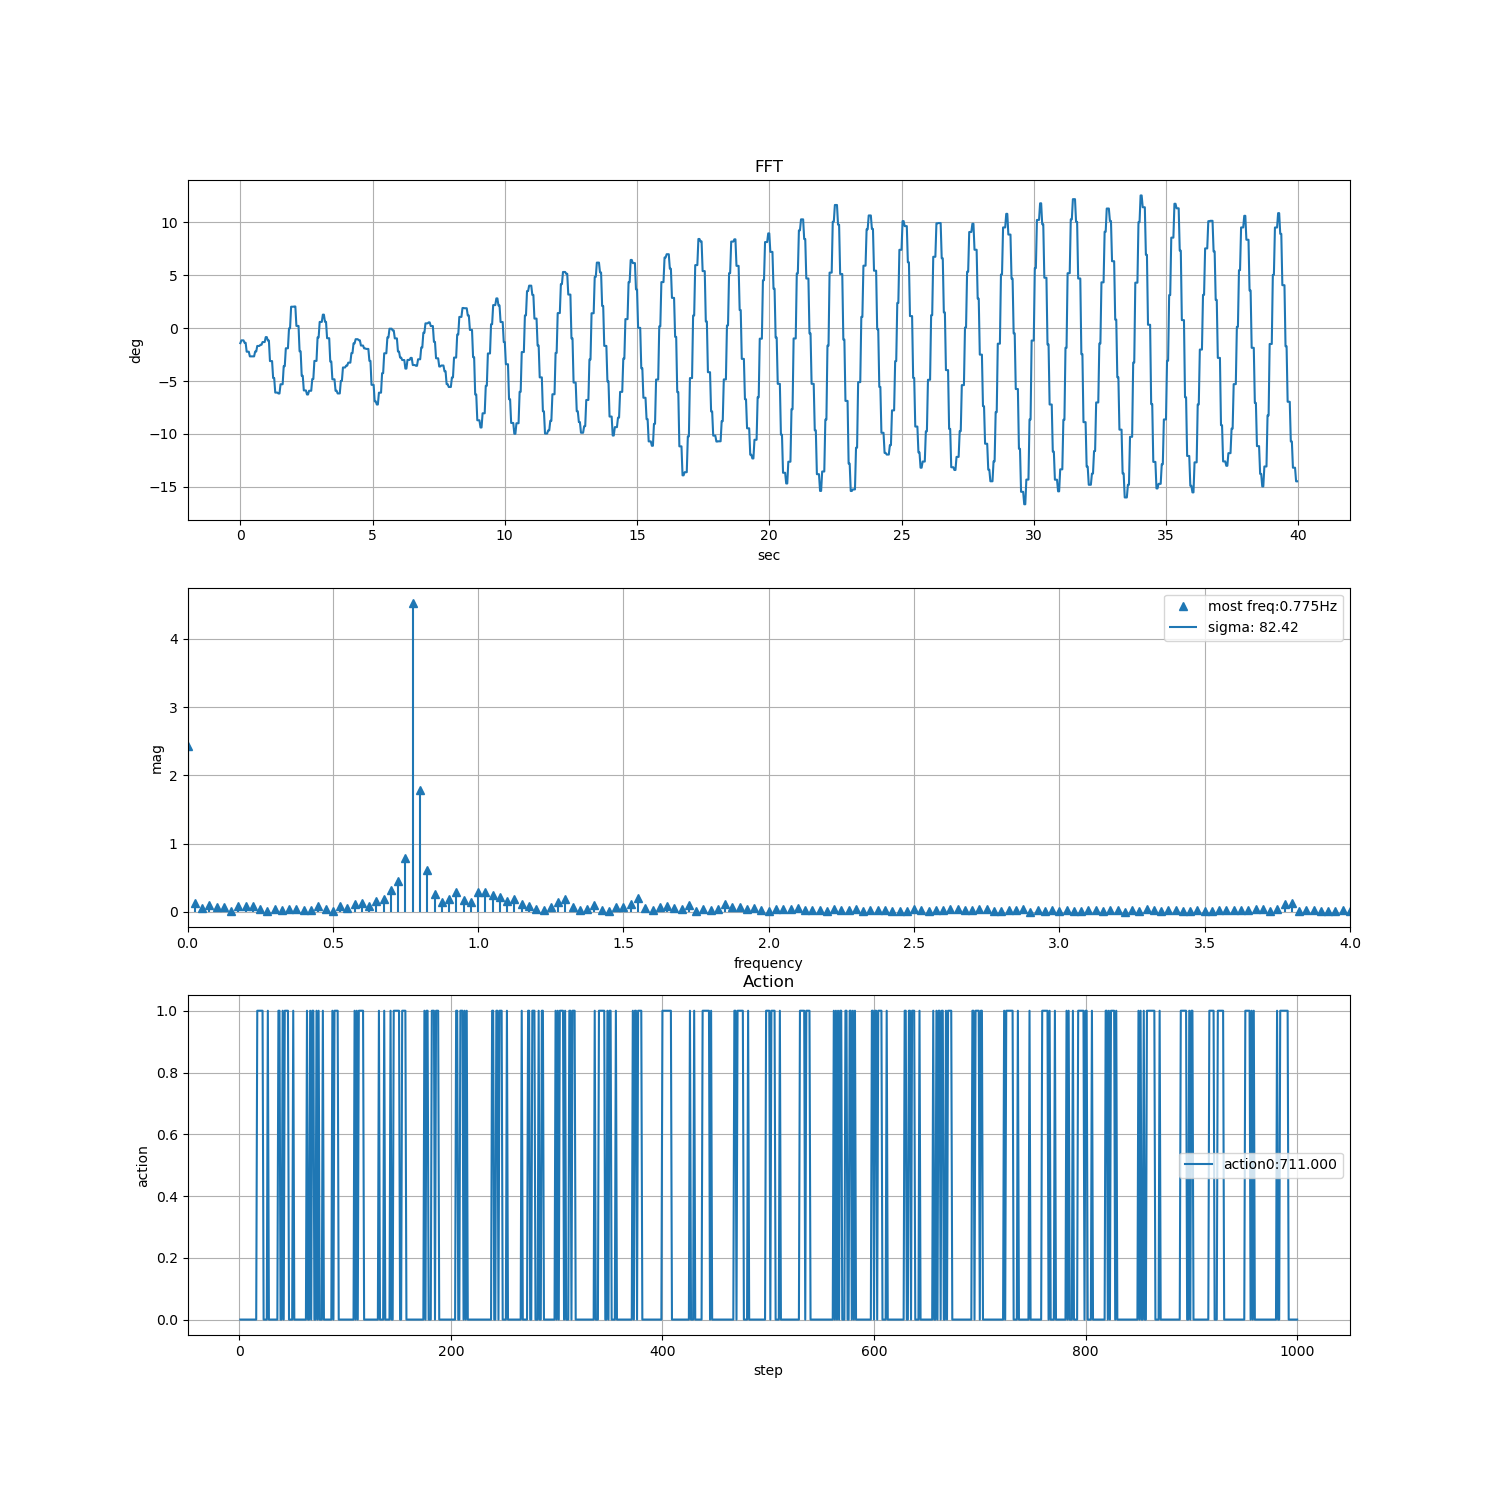 FFT
10
5
0
−5
−10
−15
deg
0 5 10 15 20 25 30 35 40
sec
most freq:0.775Hz
sigma: 82.42
4
3
2
1
0
mag
0.0 0.5 1.0 1.5 2.0 2.5 3.0 3.5 4.0
frequency
Action
1.0
0.8
0.6
0.4
0.2
0.0
action
action0:711.000
0 200 400 600 800 1000
step